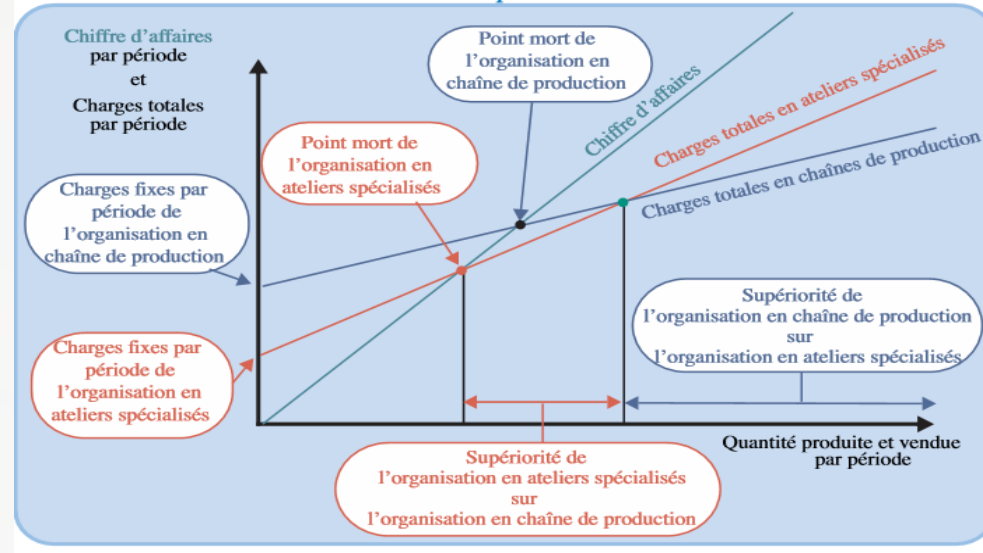 Chiffre d'affaires
par période
et
Charges totales
par période
Point mort de
l'organisation en
chaîne de production
Point mort de
l'organisation en
ateliers spécialisés
Chiffre d'affaires
Charges totales en ateliers spécialisés
Charges totales en chaînes de production
Charges fixes par
période de
l'organisation en
chaîne de production
Charges fixes par
période de
l'organisation en
ateliers spécialisés
Supériorité de
l'organisation en chaîne de production
sur
l'organisation en ateliers spécialisés
Quantité produite et vendue
par période
Supériorité de
l'organisation en ateliers spécialisés
sur
l'organisation en chaîne de production